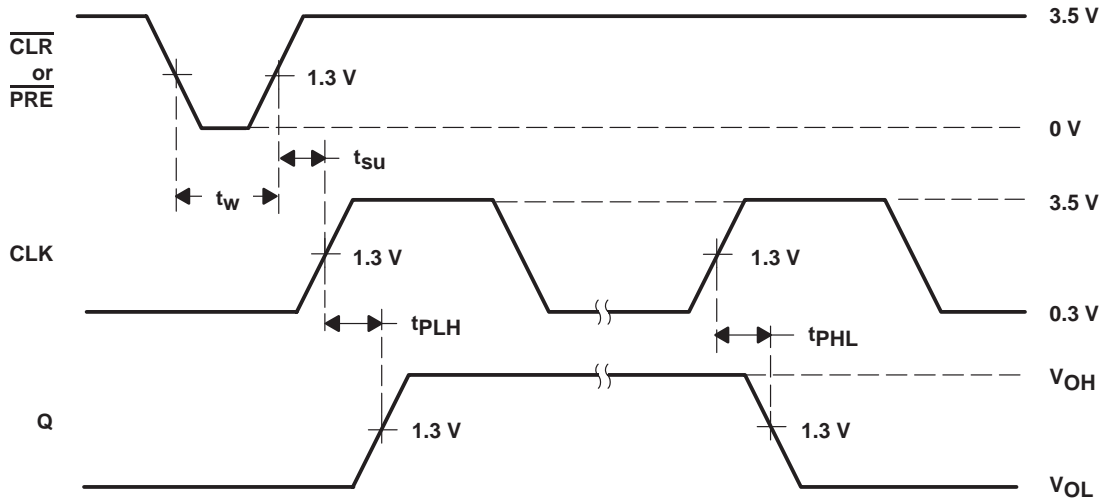 3.5 V
CLR
or
PRE
1.3 V
0 V
tsu
tw
3.5 V
CLK
1.3 V
1.3 V
0.3 V
tPLH
tPHL
VOH
Q
1.3 V
1.3 V
VOL